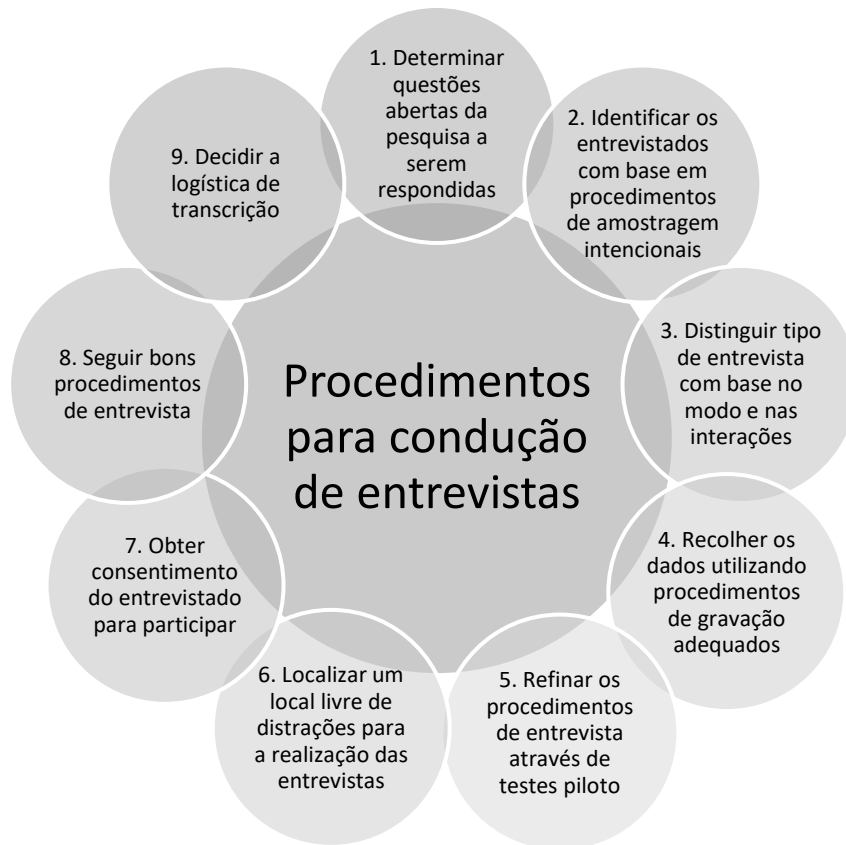 1. Determinar
questões
abertas da
pesquisa a
serem
respondidas
2. Identificar os
entrevistados
com base em
procedimentos
de amostragem
intencionais
3. Distinguir tipo
de entrevista
com base no
modo e nas
interações
4. Recolher os
dados utilizando
procedimentos
de gravação
adequados
5. Refinar os
procedimentos
de entrevista
através de
testes piloto
6. Localizar um
local livre de
distrações para
a realização das
entrevistas
7. Obter
consentimento
do entrevistado
para participar
8. Seguir bons
procedimentos
de entrevista
9. Decidir a
logística de
transcrição
Procedimentos
para condução
de entrevistas